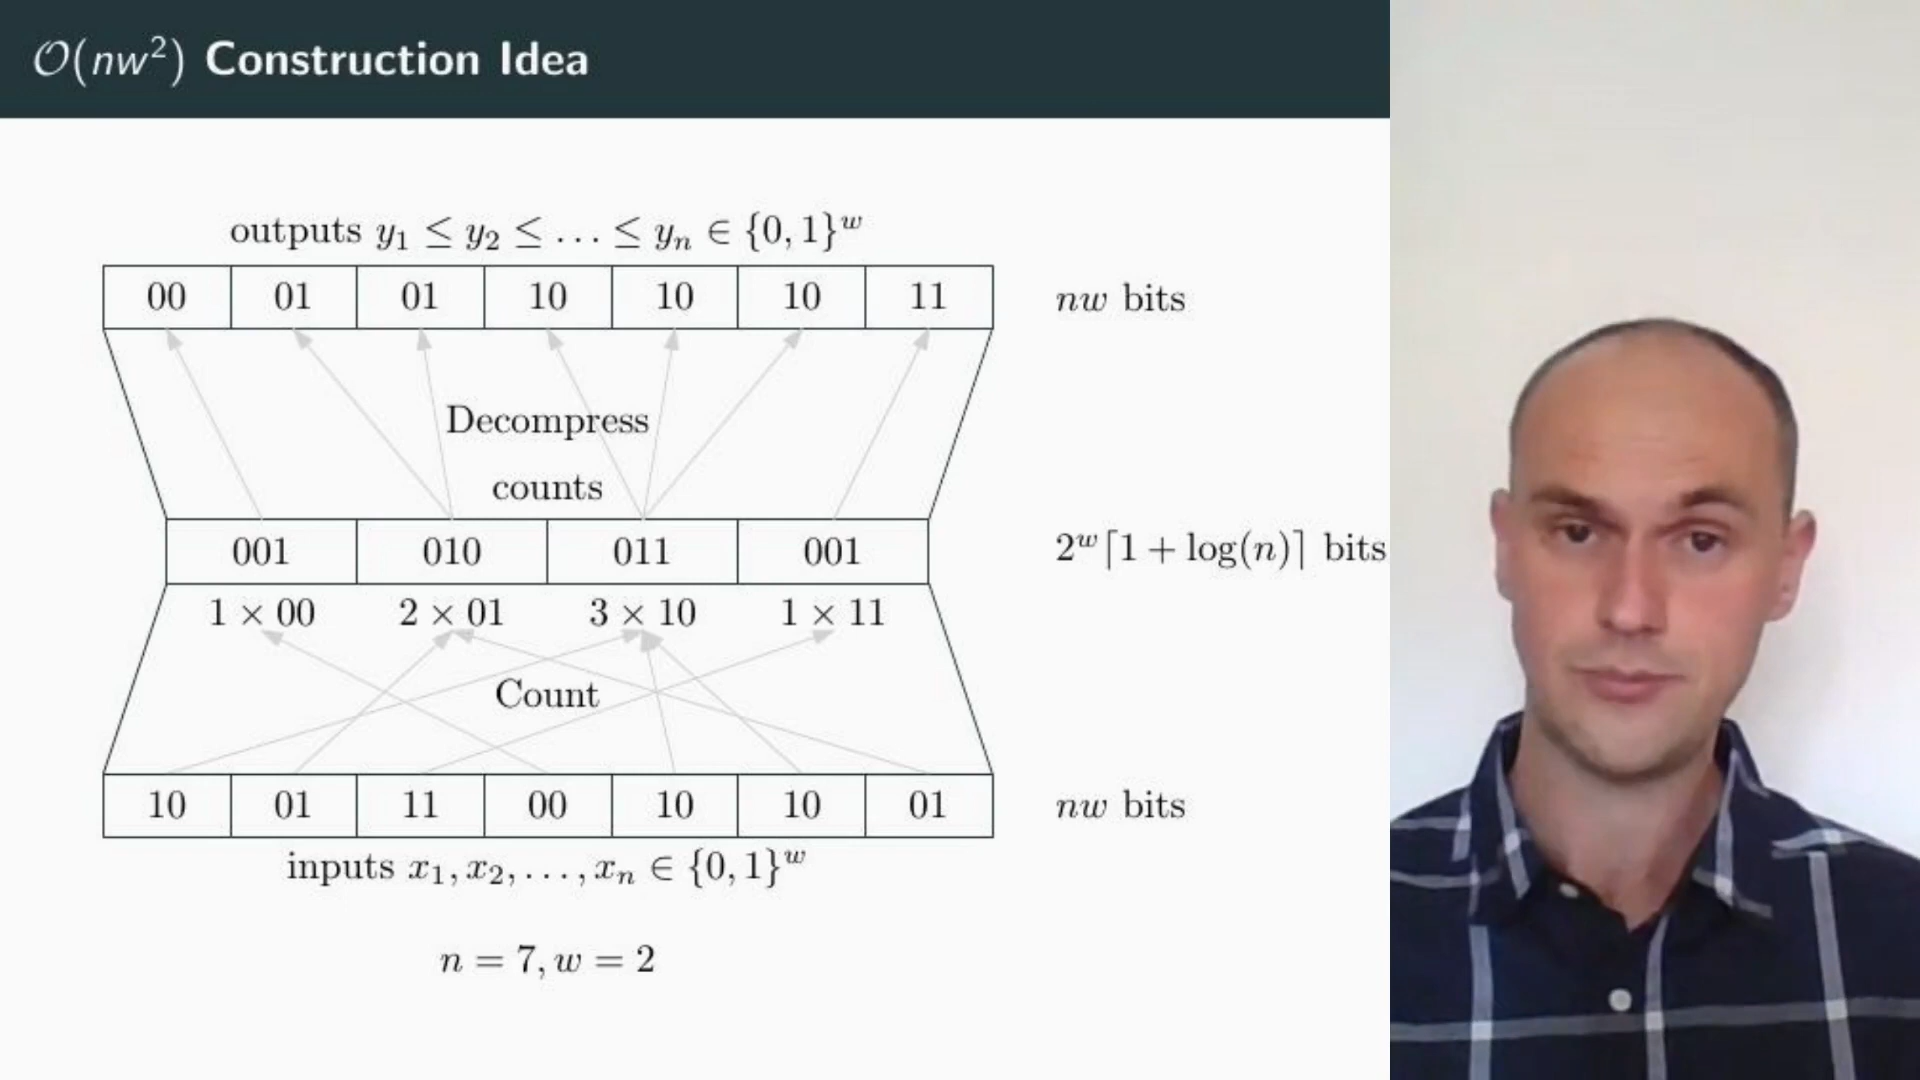 𝒪(nw²) Construction Idea
outputs y₁ ≤ y₂ ≤ … ≤ yₙ ∈ {0, 1}ʷ
00 01 01 10 10 10 11 nw bits
Decompress
counts
001 010 011 001 2ʷ⌈1 + log(n)⌉ bits
1 × 00 2 × 01 3 × 10 1 × 11
Count
10 01 11 00 10 10 01 nw bits
inputs x₁, x₂, …, xₙ ∈ {0, 1}ʷ
n = 7, w = 2